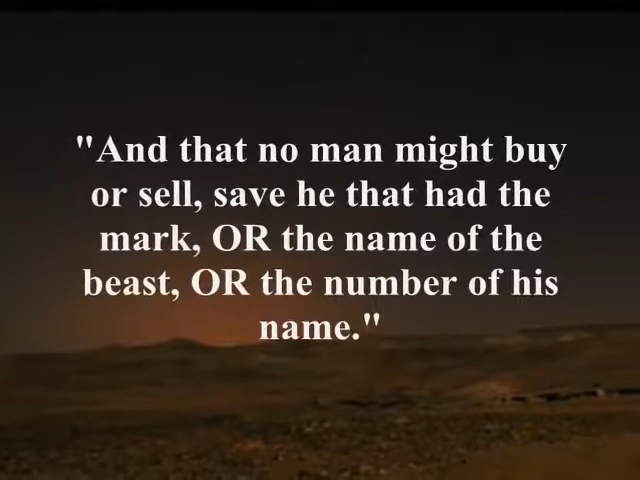 "And that no man might buy
or sell, save he that had the
mark, OR the name of the
beast, OR the number of his
name."